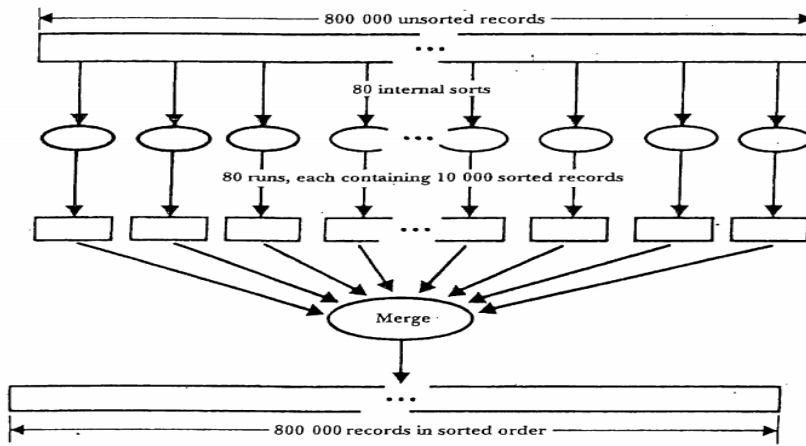 800 000 unsorted records
• • •
80 internal sorts
• • •
80 runs, each containing 10 000 sorted records
• • •
Merge
• • •
800 000 records in sorted order